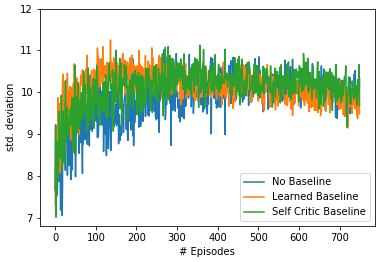 12
11
10
9
8
7
std. deviation
0 100 200 300 400 500 600 700
# Episodes
No Baseline
Learned Baseline
Self Critic Baseline